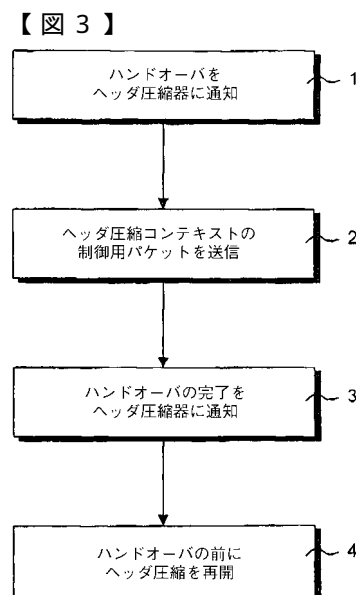 【図3】
ハンドオーバを
ヘッダ圧縮器に通知
1
ヘッダ圧縮コンテキストの
制御用パケットを送信
2
ハンドオーバの完了を
ヘッダ圧縮器に通知
3
ハンドオーバの前に
ヘッダ圧縮を再開
4